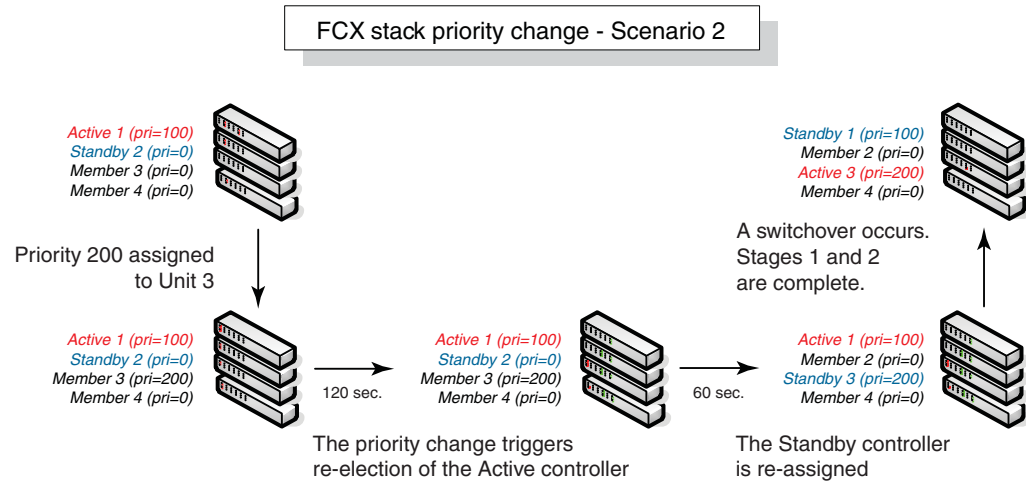 FCX stack priority change - Scenario 2
Active 1 (pri=100)
Standby 2 (pri=0)
Member 3 (pri=0)
Member 4 (pri=0)
Priority 200 assigned
to Unit 3
Active 1 (pri=100)
Standby 2 (pri=0)
Member 3 (pri=200)
Member 4 (pri=0)
120 sec.
Active 1 (pri=100)
Standby 2 (pri=0)
Member 3 (pri=200)
Member 4 (pri=0)
The priority change triggers
re-election of the Active controller
60 sec.
Active 1 (pri=100)
Member 2 (pri=0)
Standby 3 (pri=200)
Member 4 (pri=0)
The Standby controller
is re-assigned
Standby 1 (pri=100)
Member 2 (pri=0)
Active 3 (pri=200)
Member 4 (pri=0)
A switchover occurs.
Stages 1 and 2
are complete.